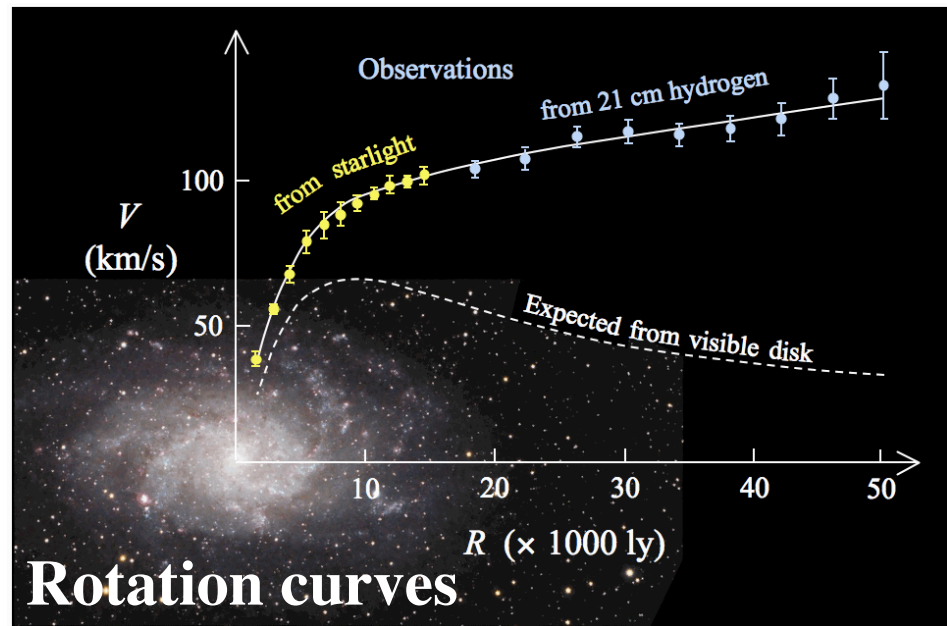 Observations
from 21 cm hydrogen
from starlight
100
V
(km/s)
50
Expected from visible disk
10 20 30 40 50
R (× 1000 ly)
Rotation curves